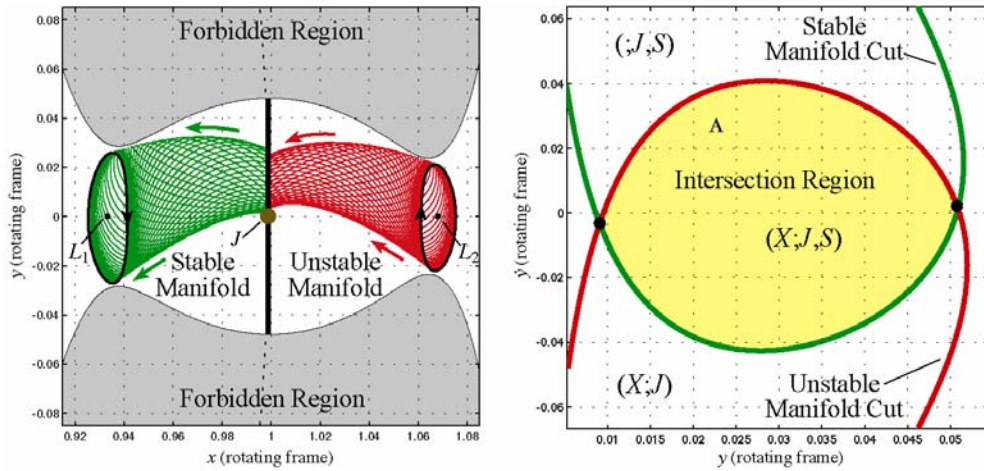 Forbidden Region
L1
J
L2
Stable
Manifold
Unstable
Manifold
Forbidden Region
y (rotating frame)
0.08
0.06
0.04
0.02
0
-0.02
-0.04
-0.06
-0.08
0.92 0.94 0.96 0.98 1 1.02 1.04 1.06 1.08
x (rotating frame)
(;J,S)
Stable
Manifold Cut
A
Intersection Region
(X;J,S)
(X;J)
Unstable
Manifold Cut
ẏ (rotating frame)
0.06
0.04
0.02
0
-0.02
-0.04
-0.06
0.01 0.015 0.02 0.025 0.03 0.035 0.04 0.045 0.05
y (rotating frame)